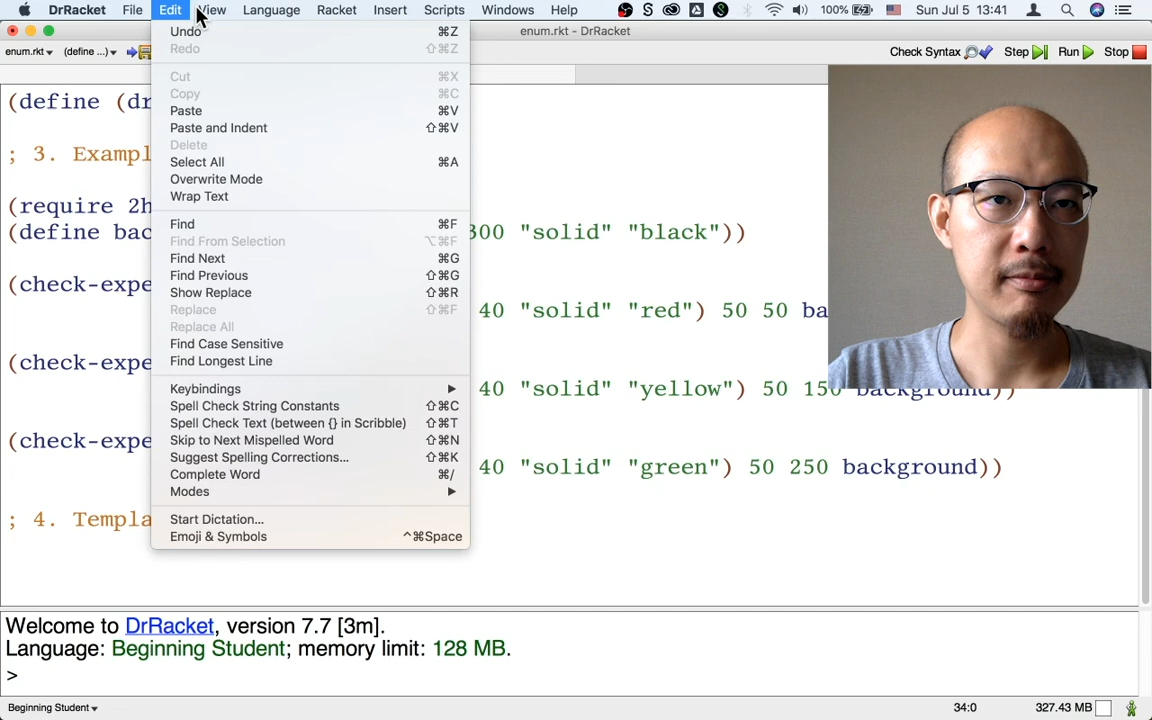 DrRacket File Edit View Language Racket Insert Scripts Windows Help 100% Sun Jul 5 13:41
enum.rkt - DrRacket
enum.rkt (define ...) Check Syntax Step Run Stop
Undo ⌘Z
Redo ⇧⌘Z
Cut ⌘X
Copy ⌘C
Paste ⌘V
Paste and Indent ⇧⌘V
Delete
Select All ⌘A
Overwrite Mode
Wrap Text
Find ⌘F
Find From Selection ⌥⌘F
Find Next ⌘G
Find Previous ⇧⌘G
Show Replace ⇧⌘R
Replace ⇧⌘F
Replace All
Find Case Sensitive
Find Longest Line
Keybindings
Spell Check String Constants ⇧⌘C
Spell Check Text (between {} in Scribble) ⇧⌘T
Skip to Next Mispelled Word ⇧⌘N
Suggest Spelling Corrections... ⇧⌘K
Complete Word ⌘/
Modes
Start Dictation...
Emoji & Symbols ^⌘Space
(define (dr
; 3. Exampl
(require 2h
(define bac 300 "solid" "black"))
(check-expe
40 "solid" "red") 50 50 ba
(check-expe
40 "solid" "yellow") 50 150 background))
(check-expe
40 "solid" "green") 50 250 background))
; 4. Templa
Welcome to DrRacket, version 7.7 [3m].
Language: Beginning Student; memory limit: 128 MB.
>
Beginning Student 34:0 327.43 MB